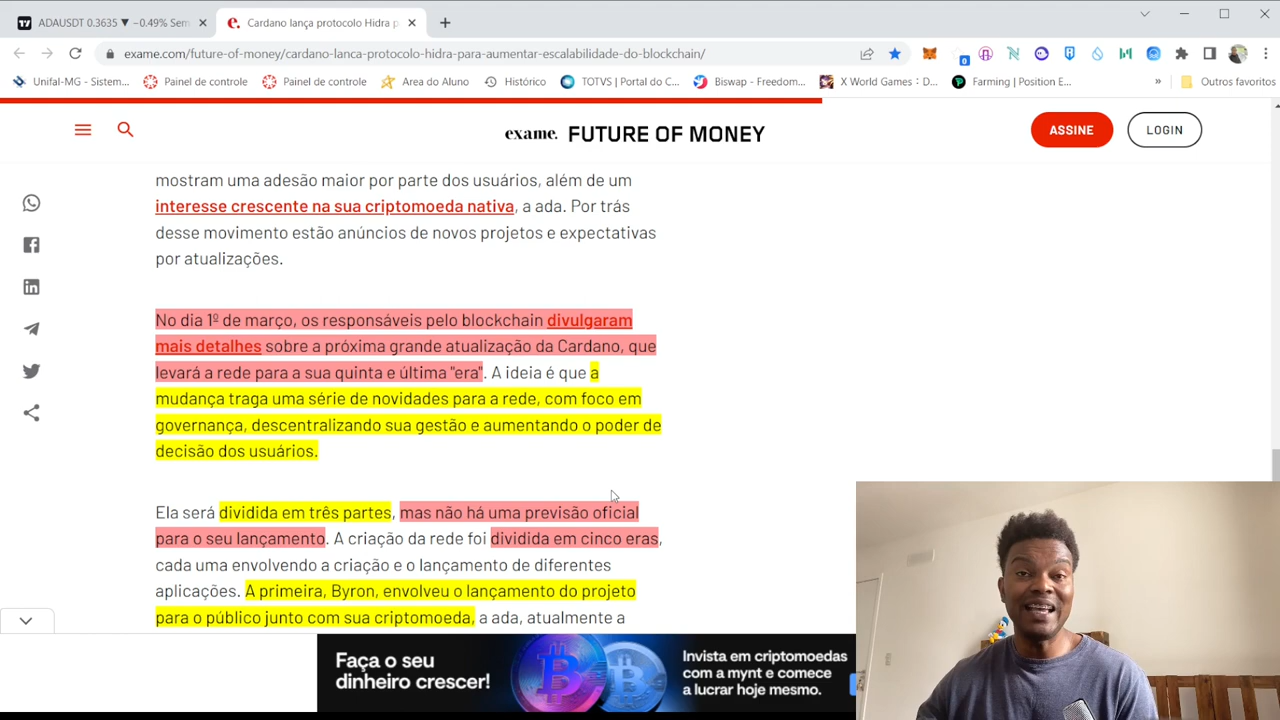 ADAUSDT 0.3635 ▼ −0.49% Sem
Cardano lança protocolo Hidra p
exame.com/future-of-money/cardano-lanca-protocolo-hidra-para-aumentar-escalabilidade-do-blockchain/
0
Unifal-MG - Sistem...
Painel de controle
Painel de controle
Area do Aluno
Histórico
TOTVS | Portal do C...
Biswap - Freedom...
X World Games : D...
Farming | Position E...
»
Outros favoritos
exame. FUTURE OF MONEY
ASSINE
LOGIN
mostram uma adesão maior por parte dos usuários, além de um
interesse crescente na sua criptomoeda nativa, a ada. Por trás
desse movimento estão anúncios de novos projetos e expectativas
por atualizações.
No dia 1º de março, os responsáveis pelo blockchain divulgaram
mais detalhes sobre a próxima grande atualização da Cardano, que
levará a rede para a sua quinta e última "era". A ideia é que a
mudança traga uma série de novidades para a rede, com foco em
governança, descentralizando sua gestão e aumentando o poder de
decisão dos usuários.
Ela será dividida em três partes, mas não há uma previsão oficial
para o seu lançamento. A criação da rede foi dividida em cinco eras,
cada uma envolvendo a criação e o lançamento de diferentes
aplicações. A primeira, Byron, envolveu o lançamento do projeto
para o público junto com sua criptomoeda, a ada, atualmente a
Faça o seu
dinheiro crescer!
Invista em criptomoedas
com a mynt e comece
a lucrar hoje mesmo.